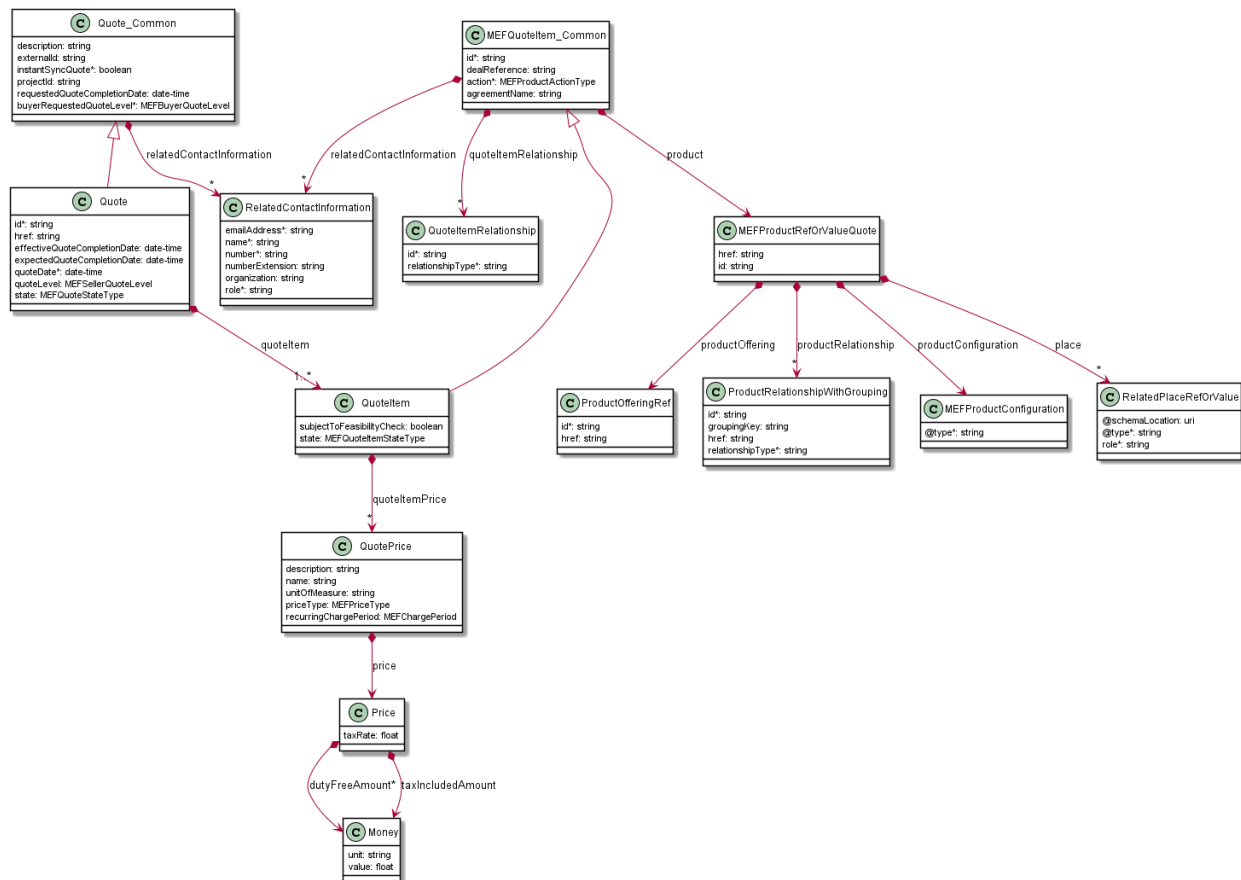 C Quote_Common
description: string
externalId: string
instantSyncQuote*: boolean
projectId: string
requestedQuoteCompletionDate: date-time
buyerRequestedQuoteLevel*: MEFBuyerQuoteLevel
C MEFQuoteItem_Common
id*: string
dealReference: string
action*: MEFProductActionType
agreementName: string
relatedContactInformation
*
relatedContactInformation
*
quoteItemRelationship
*
product
C Quote
id*: string
href: string
effectiveQuoteCompletionDate: date-time
expectedQuoteCompletionDate: date-time
quoteDate*: date-time
quoteLevel: MEFSellerQuoteLevel
state: MEFQuoteStateType
C RelatedContactInformation
emailAddress*: string
name*: string
number*: string
numberExtension: string
organization: string
role*: string
C QuoteItemRelationship
id*: string
relationshipType*: string
C MEFProductRefOrValueQuote
href: string
id: string
quoteItem
1..*
productOffering
productRelationship
*
productConfiguration
place
*
C QuoteItem
subjectToFeasibilityCheck: boolean
state: MEFQuoteItemStateType
C ProductOfferingRef
id*: string
href: string
C ProductRelationshipWithGrouping
id*: string
groupingKey: string
href: string
relationshipType*: string
C MEFProductConfiguration
@type*: string
C RelatedPlaceRefOrValue
@schemaLocation: uri
@type*: string
role*: string
quoteItemPrice
*
C QuotePrice
description: string
name: string
unitOfMeasure: string
priceType: MEFPriceType
recurringChargePeriod: MEFChargePeriod
price
C Price
taxRate: float
dutyFreeAmount*
taxIncludedAmount
C Money
unit: string
value: float